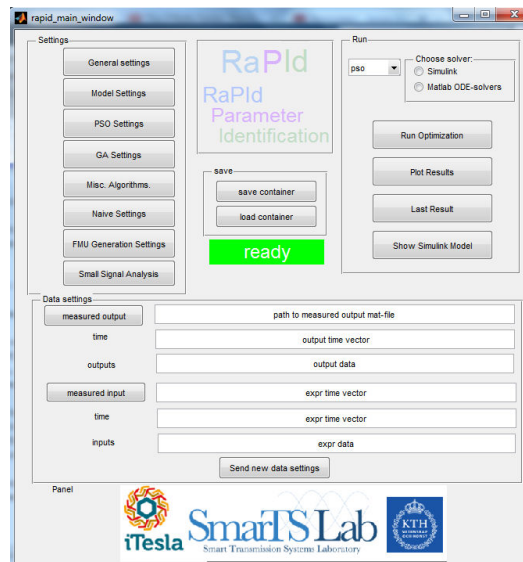 rapid_main_window
Settings
General settings
Model Settings
PSO Settings
GA Settings
Misc. Algorithms.
Naive Settings
FMU Generation Settings
Small Signal Analysis
RaPId
RaPId
Parameter
Identification
save
save container
load container
ready
Run
pso
Choose solver:
Simulink
Matlab ODE-solvers
Run Optimization
Plot Results
Last Result
Show Simulink Model
Data settings
measured output
path to measured output mat-file
time
output time vector
outputs
output data
measured input
expr time vector
time
expr time vector
inputs
expr data
Send new data settings
Panel
iTesla
SmarTS Lab
Smart Transmission Systems Laboratory
KTH